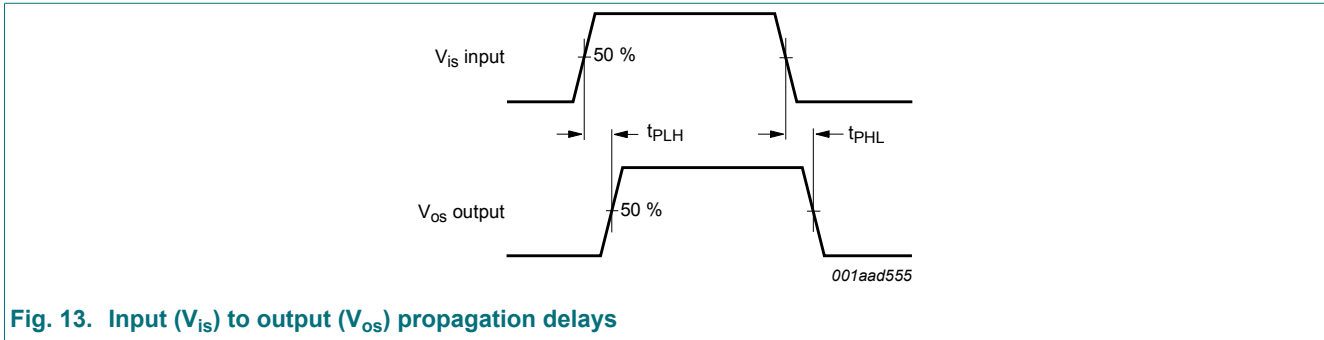 V_is input
50 %
t_PLH
t_PHL
V_os output
50 %
001aad555
Fig. 13. Input (V_is) to output (V_os) propagation delays